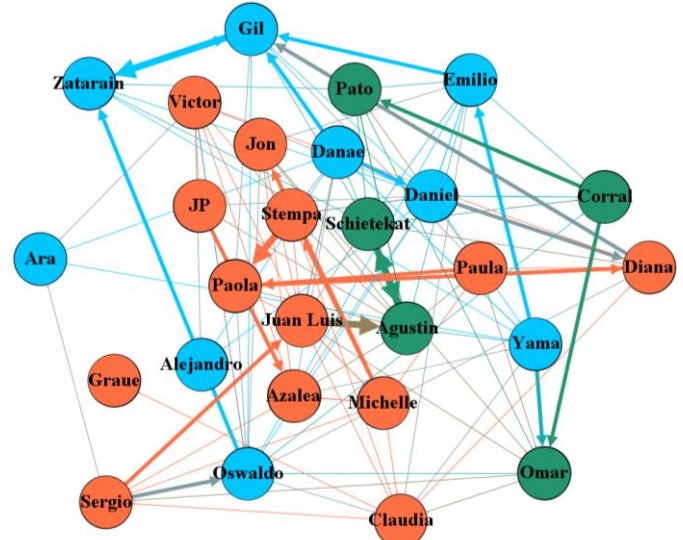 Gil
Zatarain
Emilio
Pato
Victor
Jon
Danae
Daniel
Corral
JP
Stempa
Schietekat
Ara
Paola
Paula
Diana
Juan Luis
Agustin
Yama
Alejandro
Graue
Azalea
Michelle
Oswaldo
Omar
Sergio
Claudia